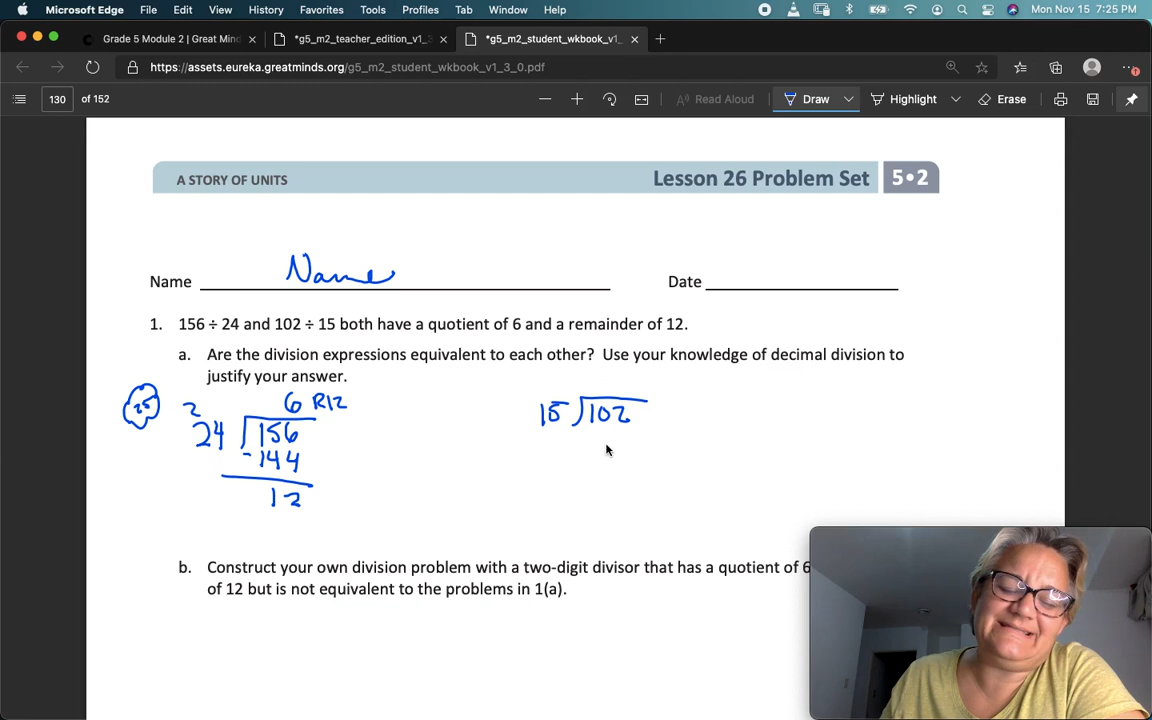 Microsoft Edge File Edit View History Favorites Tools Profiles Tab Window Help Mon Nov 15 7:25 PM
Grade 5 Module 2 | Great Mind × *g5_m2_teacher_edition_v1_3 × *g5_m2_student_wkbook_v1_ × +
https://assets.eureka.greatminds.org/g5_m2_student_wkbook_v1_3_0.pdf
130 of 152 Read Aloud Draw Highlight Erase
A STORY OF UNITS Lesson 26 Problem Set 5•2
Name Name Date
1. 156 ÷ 24 and 102 ÷ 15 both have a quotient of 6 and a remainder of 12.
a. Are the division expressions equivalent to each other? Use your knowledge of decimal division to
justify your answer.
25 2 6 R12
24 156 15 102
-144
12
b. Construct your own division problem with a two-digit divisor that has a quotient of 6
of 12 but is not equivalent to the problems in 1(a).